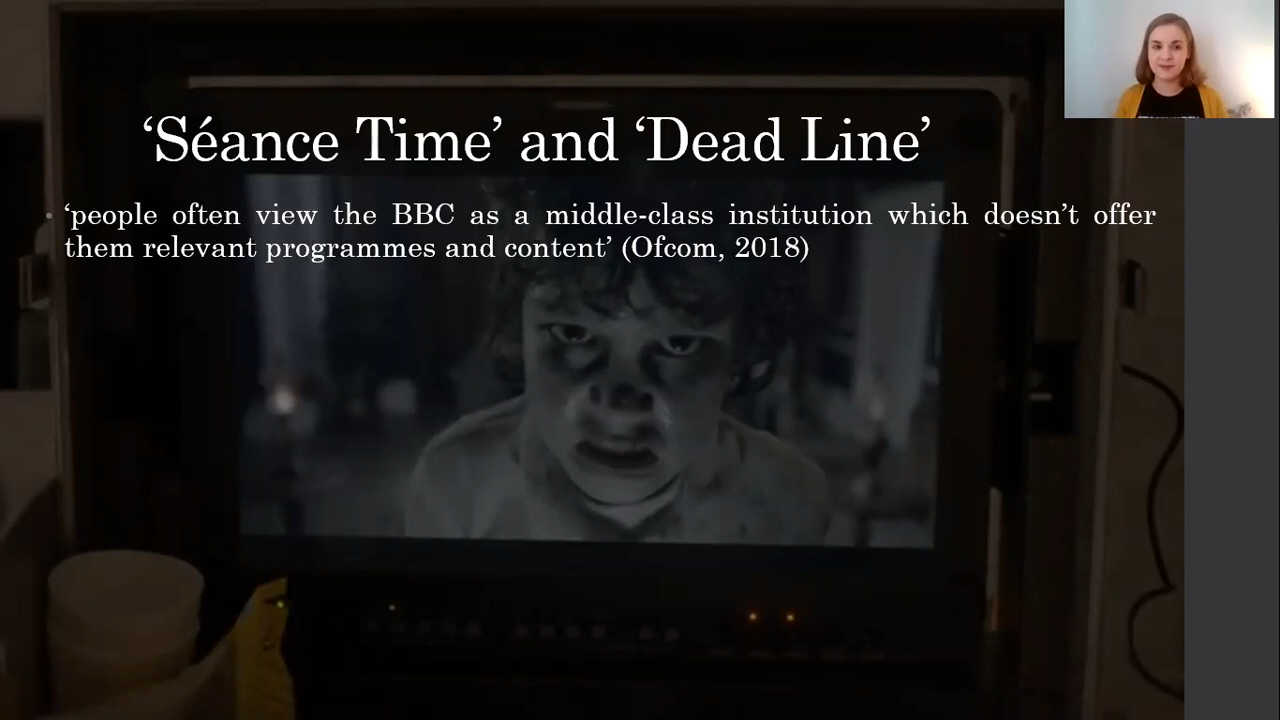 ‘Séance Time’ and ‘Dead Line’
‘people often view the BBC as a middle-class institution which doesn’t offer
them relevant programmes and content’ (Ofcom, 2018)